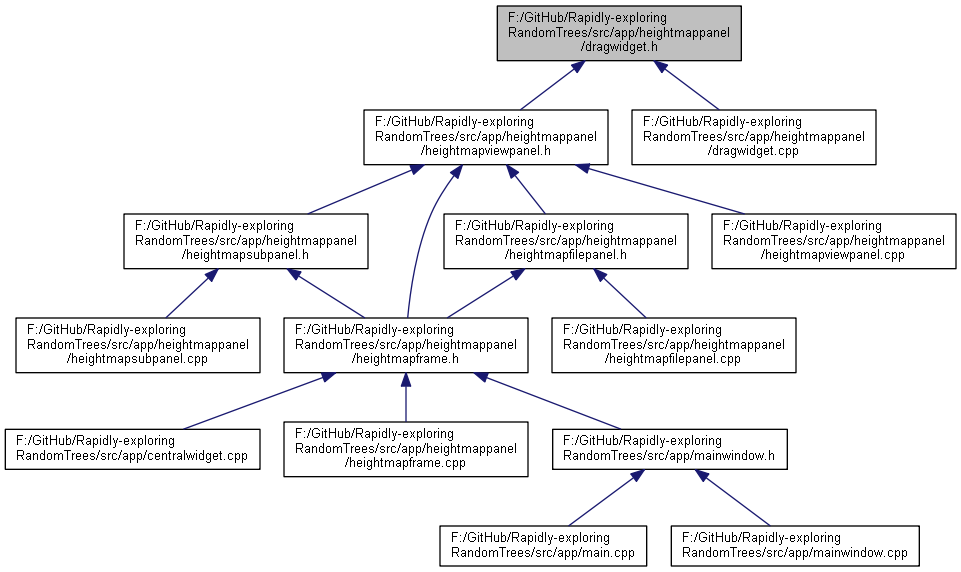 F:/GitHub/Rapidly-exploring
RandomTrees/src/app/heightmappanel
/dragwidget.h
F:/GitHub/Rapidly-exploring
RandomTrees/src/app/heightmappanel
/heightmapviewpanel.h
F:/GitHub/Rapidly-exploring
RandomTrees/src/app/heightmappanel
/dragwidget.cpp
F:/GitHub/Rapidly-exploring
RandomTrees/src/app/heightmappanel
/heightmapsubpanel.h
F:/GitHub/Rapidly-exploring
RandomTrees/src/app/heightmappanel
/heightmapfilepanel.h
F:/GitHub/Rapidly-exploring
RandomTrees/src/app/heightmappanel
/heightmapviewpanel.cpp
F:/GitHub/Rapidly-exploring
RandomTrees/src/app/heightmappanel
/heightmapsubpanel.cpp
F:/GitHub/Rapidly-exploring
RandomTrees/src/app/heightmappanel
/heightmapframe.h
F:/GitHub/Rapidly-exploring
RandomTrees/src/app/heightmappanel
/heightmapfilepanel.cpp
F:/GitHub/Rapidly-exploring
RandomTrees/src/app/centralwidget.cpp
F:/GitHub/Rapidly-exploring
RandomTrees/src/app/heightmappanel
/heightmapframe.cpp
F:/GitHub/Rapidly-exploring
RandomTrees/src/app/mainwindow.h
F:/GitHub/Rapidly-exploring
RandomTrees/src/app/main.cpp
F:/GitHub/Rapidly-exploring
RandomTrees/src/app/mainwindow.cpp